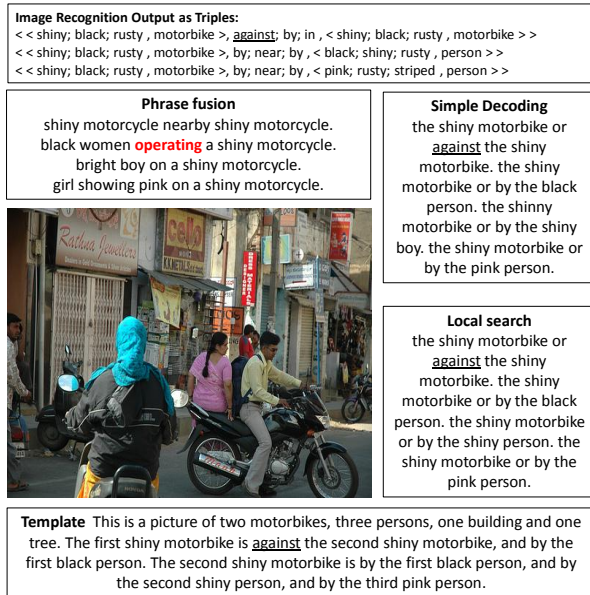 Image Recognition Output as Triples:
< < shiny; black; rusty , motorbike >, against; by; in , < shiny; black; rusty , motorbike > >
< < shiny; black; rusty , motorbike >, by; near; by , < black; shiny; rusty , person > >
< < shiny; black; rusty , motorbike >, by; near; by , < pink; rusty; striped , person > >
Phrase fusion
shiny motorcycle nearby shiny motorcycle.
black women operating a shiny motorcycle.
bright boy on a shiny motorcycle.
girl showing pink on a shiny motorcycle.
Simple Decoding
the shiny motorbike or
against the shiny
motorbike. the shiny
motorbike or by the black
person. the shinny
motorbike or by the shiny
boy. the shiny motorbike or
by the pink person.
Rathna Jewellers
cello
KK METAL
Local search
the shiny motorbike or
against the shiny
motorbike. the shiny
motorbike or by the black
person. the shiny motorbike
or by the shiny person. the
shiny motorbike or by the
pink person.
Template This is a picture of two motorbikes, three persons, one building and one
tree. The first shiny motorbike is against the second shiny motorbike, and by the
first black person. The second shiny motorbike is by the first black person, and by
the second shiny person, and by the third pink person.